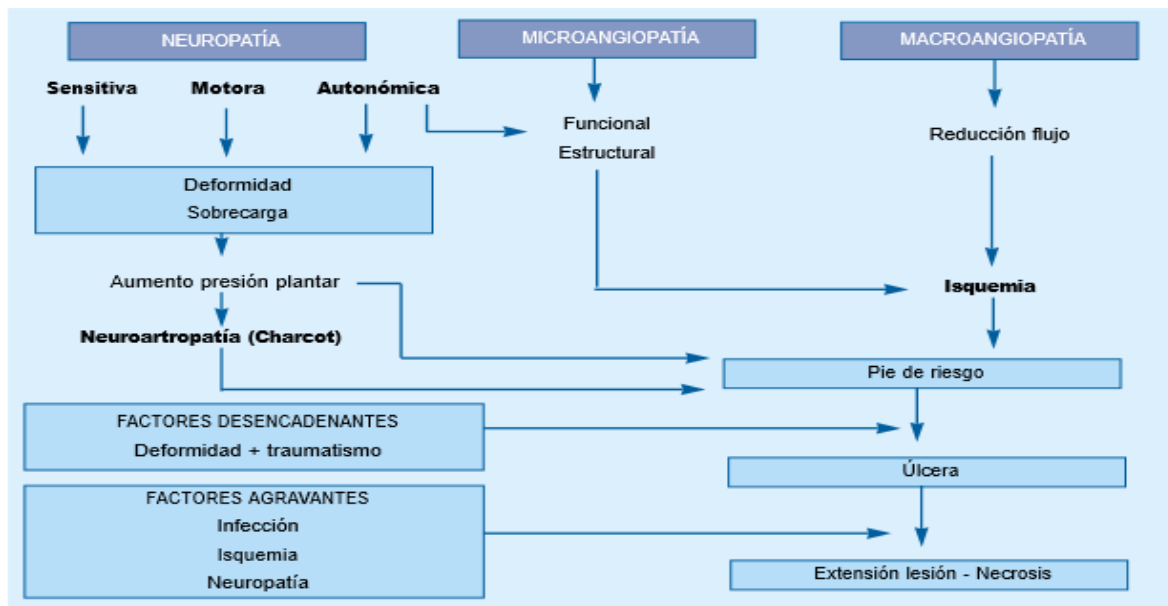 NEUROPATÍA
MICROANGIOPATÍA
MACROANGIOPATÍA
Sensitiva
Motora
Autonómica
Funcional
Estructural
Reducción flujo
Deformidad
Sobrecarga
Aumento presión plantar
Isquemia
Neuroartropatía (Charcot)
Pie de riesgo
FACTORES DESENCADENANTES
Deformidad + traumatismo
Úlcera
FACTORES AGRAVANTES
Infección
Isquemia
Neuropatía
Extensión lesión - Necrosis